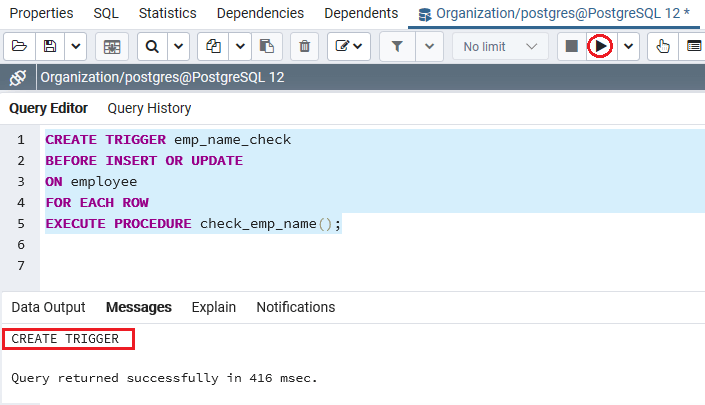 Properties SQL Statistics Dependencies Dependents Organization/postgres@PostgreSQL 12 *
No limit
Organization/postgres@PostgreSQL 12
Query Editor Query History
1 CREATE TRIGGER emp_name_check
2 BEFORE INSERT OR UPDATE
3 ON employee
4 FOR EACH ROW
5 EXECUTE PROCEDURE check_emp_name();
6
7
Data Output Messages Explain Notifications
CREATE TRIGGER
Query returned successfully in 416 msec.